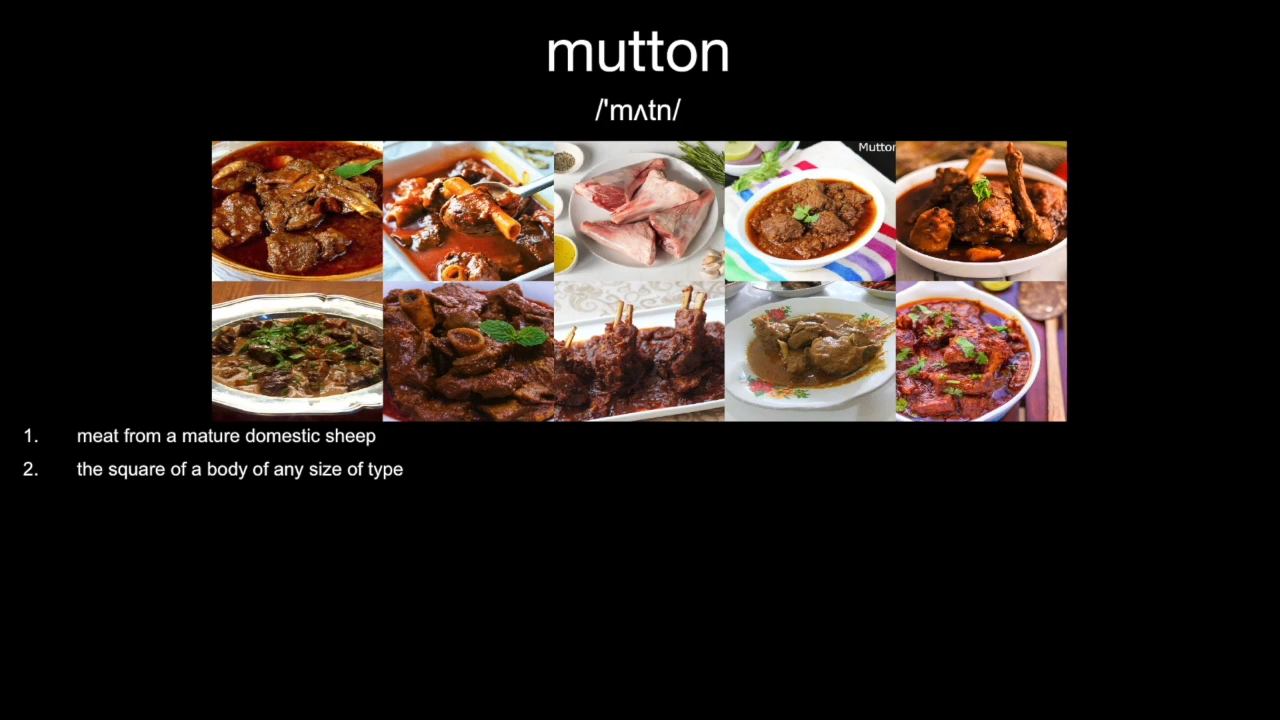 mutton
/'mʌtn/
Mutton
1. meat from a mature domestic sheep
2. the square of a body of any size of type